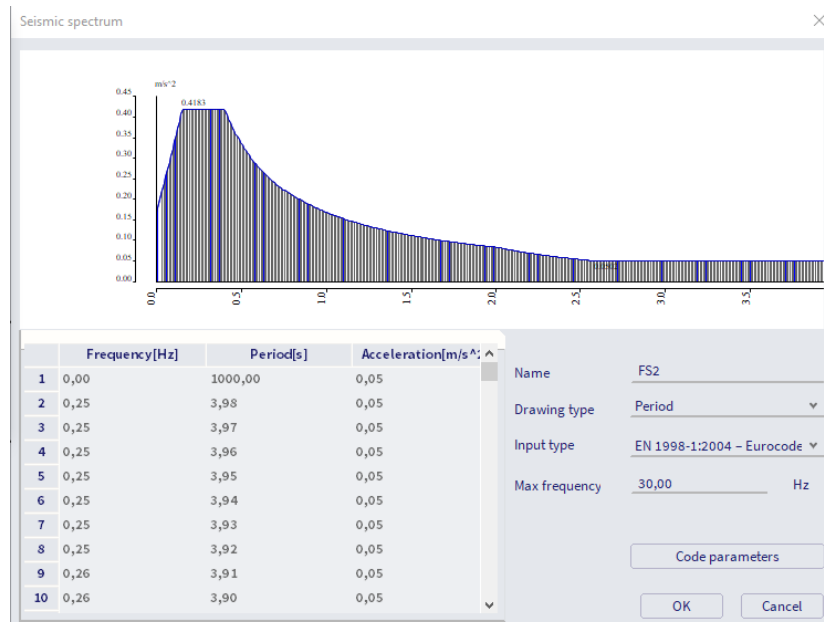 Seismic spectrum
m/s^2
0.45
0.4183
0.40
0.35
0.30
0.25
0.20
0.15
0.10
0.05
0.0502
0.00
0.0 0.5 1.0 1.5 2.0 2.5 3.0 3.5
Frequency[Hz] Period[s] Acceleration[m/s^2
1 0,00 1000,00 0,05
2 0,25 3,98 0,05
3 0,25 3,97 0,05
4 0,25 3,96 0,05
5 0,25 3,95 0,05
6 0,25 3,94 0,05
7 0,25 3,93 0,05
8 0,25 3,92 0,05
9 0,26 3,91 0,05
10 0,26 3,90 0,05
Name FS2
Drawing type Period
Input type EN 1998-1:2004 – Eurocode
Max frequency 30,00 Hz
Code parameters
OK Cancel